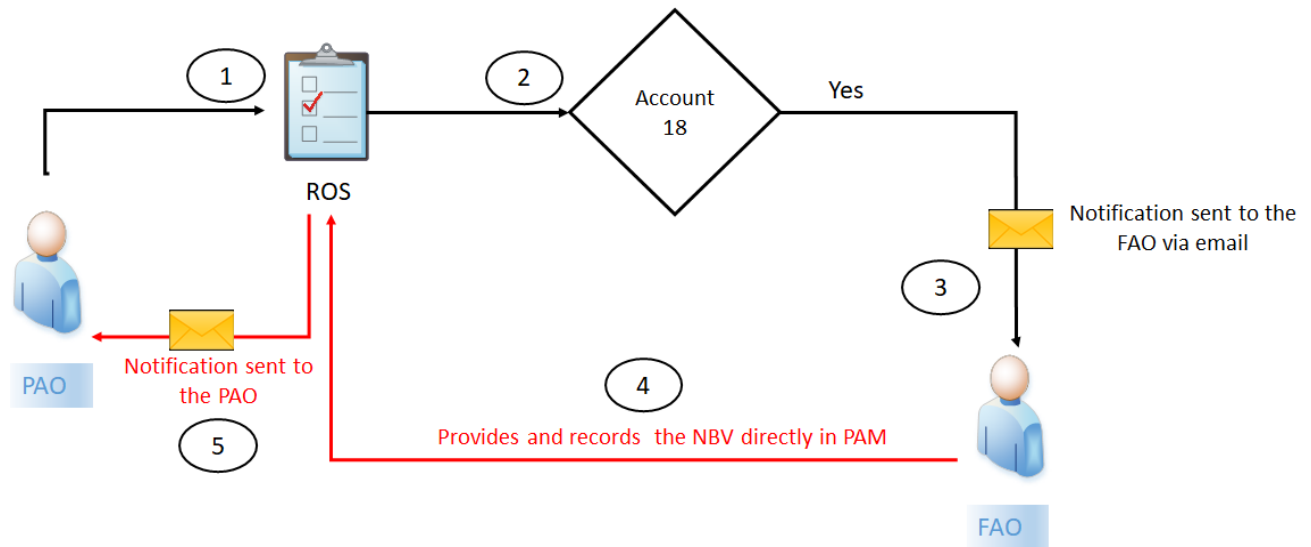 1
2
Account
18
Yes
ROS
Notification sent to the
FAO via email
3
Notification sent to
the PAO
PAO
4
5
Provides and records the NBV directly in PAM
FAO